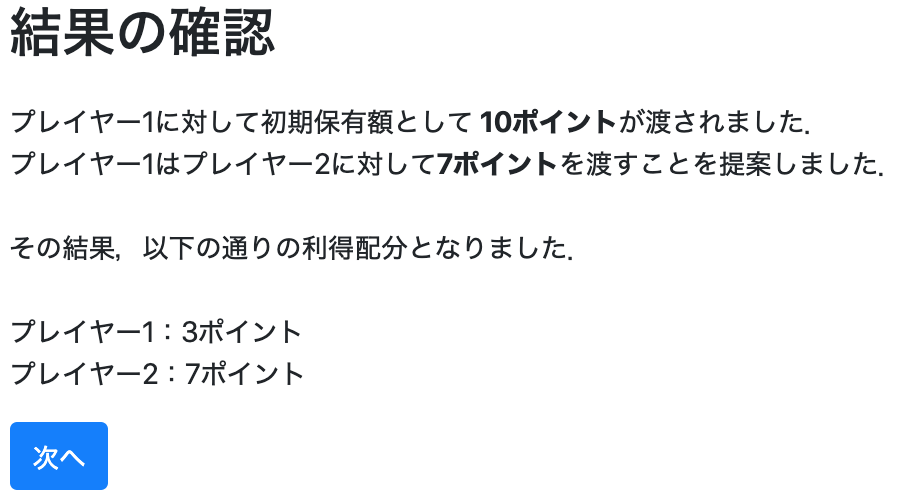 結果の確認
プレイヤー1に対して初期保有額として 10ポイントが渡されました．
プレイヤー1はプレイヤー2に対して7ポイントを渡すことを提案しました．
その結果，以下の通りの利得配分となりました．
プレイヤー1：3ポイント
プレイヤー2：7ポイント
次へ